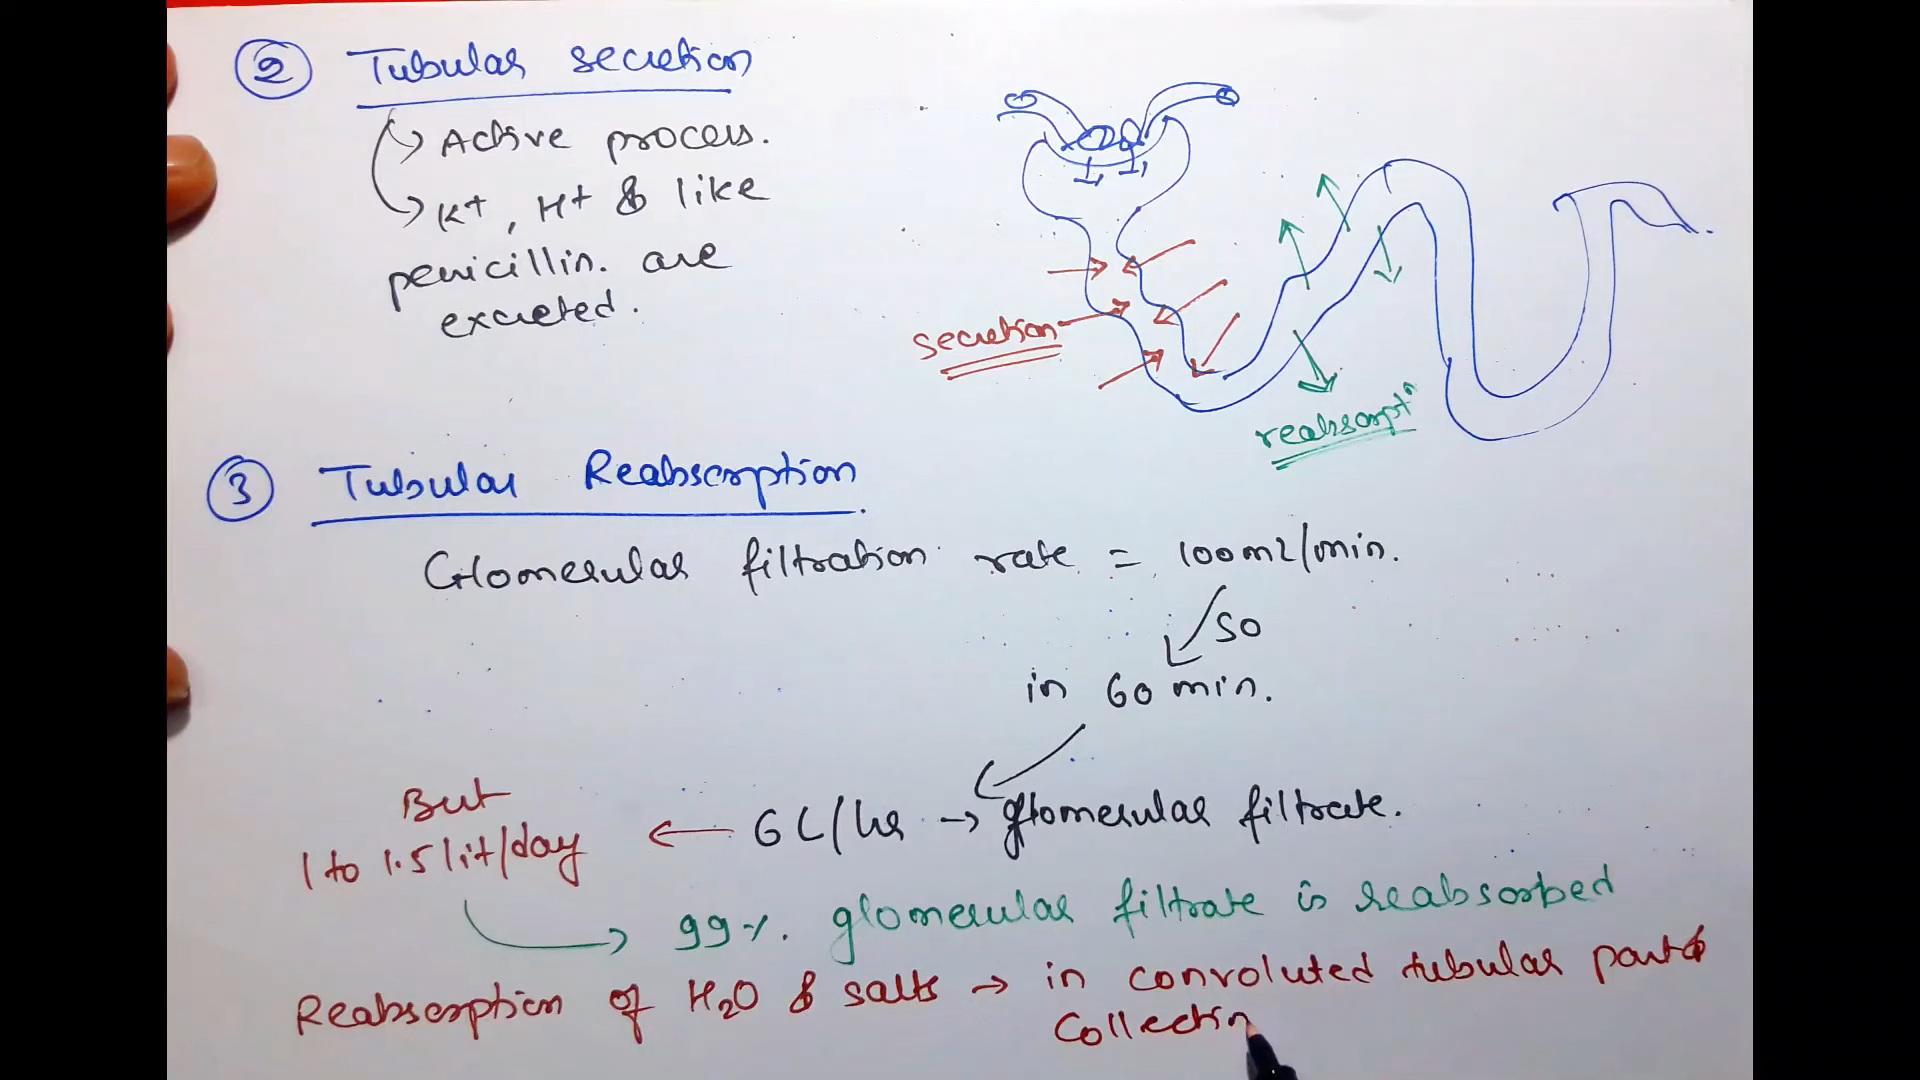 ② Tubular secretion
→ Active process.
→ K+, H+ & like
penicillin. are
excreted.
secretion
reabsorptⁿ
③ Tubular Reabsorption
Glomerular filtration rate = 100ml/min.
so
in 60 min.
But
1 to 1.5 lit/day ← 6L/hr → glomerular filtrate.
→ 99%. glomerular filtrate is reabsorbed
Reabsorption of H2O & salts → in convoluted tubular part &
Collectin